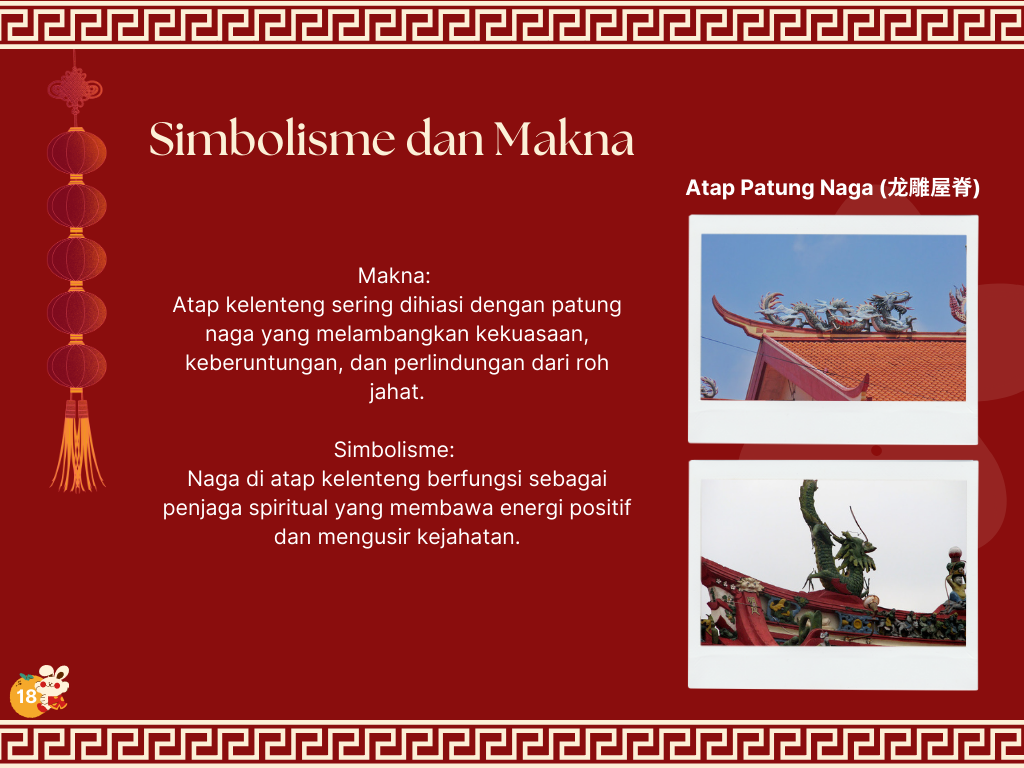 Simbolisme dan Makna
Atap Patung Naga (龙雕屋脊)
Makna:
Atap kelenteng sering dihiasi dengan patung
naga yang melambangkan kekuasaan,
keberuntungan, dan perlindungan dari roh
jahat.
Simbolisme:
Naga di atap kelenteng berfungsi sebagai
penjaga spiritual yang membawa energi positif
dan mengusir kejahatan.
18